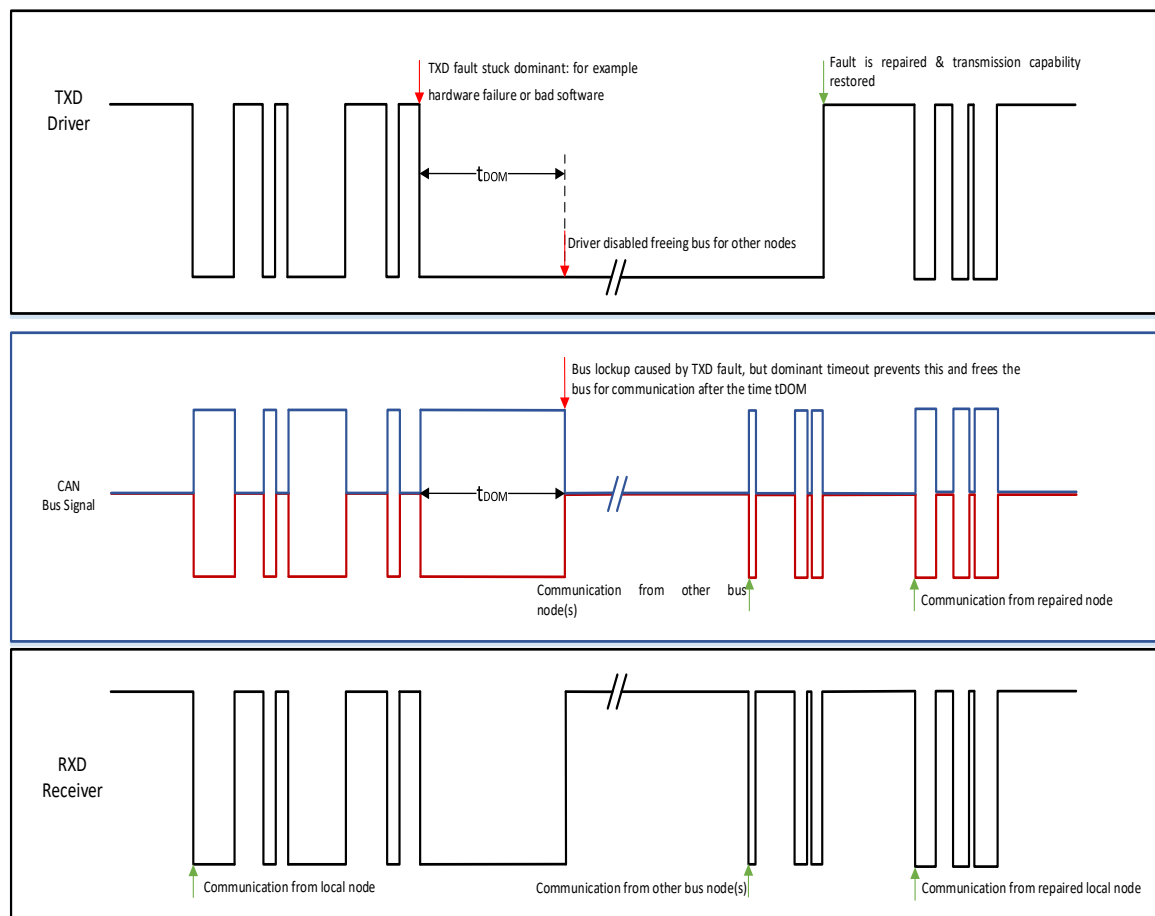 TXD fault stuck dominant: for example
hardware failure or bad software
Fault is repaired & transmission capability
restored
TXD
Driver
tDOM
Driver disabled freeing bus for other nodes
Bus lockup caused by TXD fault, but dominant timeout prevents this and frees the
bus for communication after the time tDOM
CAN
Bus Signal
tDOM
Communication from other bus
node(s)
Communication from repaired node
RXD
Receiver
Communication from local node
Communication from other bus node(s)
Communication from repaired local node